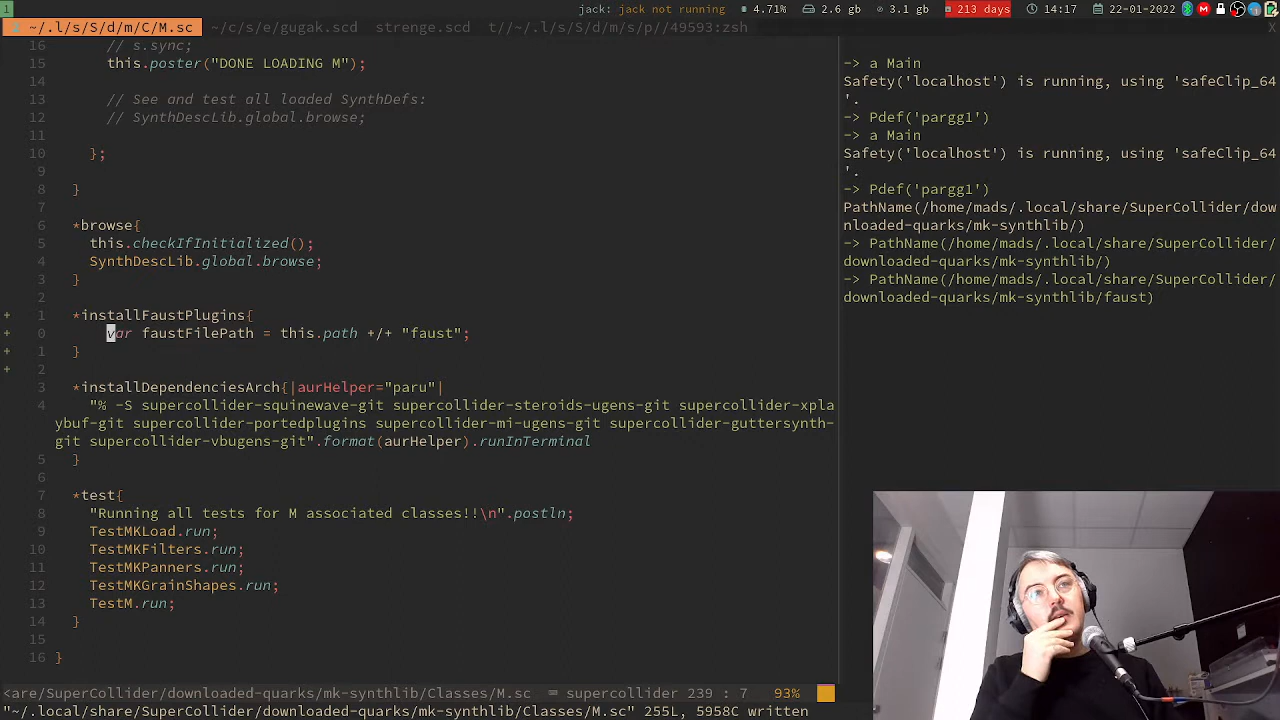 1
jack: jack not running 4.71% 2.6 gb 3.1 gb 213 days 14:17 22-01-2022
~/.l/s/S/d/m/C/M.sc ~/c/s/e/gugak.scd strenge.scd t//~/.l/s/S/d/m/s/p//49593:zsh X
16 // s.sync;
15 this.poster("DONE LOADING M");
14
13 // See and test all loaded SynthDefs:
12 // SynthDescLib.global.browse;
11
10 };
9
8 }
7
6 *browse{
5 this.checkIfInitialized();
4 SynthDescLib.global.browse;
3 }
2
+ 1 *installFaustPlugins{
+ 0 var faustFilePath = this.path +/+ "faust";
+ 1 }
+ 2
3 *installDependenciesArch{|aurHelper="paru"|
4 "% -S supercollider-squinewave-git supercollider-steroids-ugens-git supercollider-xpla
ybuf-git supercollider-portedplugins supercollider-mi-ugens-git supercollider-guttersynth-
git supercollider-vbugens-git".format(aurHelper).runInTerminal
5 }
6
7 *test{
8 "Running all tests for M associated classes!!\n".postln;
9 TestMKLoad.run;
10 TestMKFilters.run;
11 TestMKPanners.run;
12 TestMKGrainShapes.run;
13 TestM.run;
14 }
15
16 }
<are/SuperCollider/downloaded-quarks/mk-synthlib/Classes/M.sc supercollider 239 : 7 93%
"~/.local/share/SuperCollider/downloaded-quarks/mk-synthlib/Classes/M.sc" 255L, 5958C written
-> a Main
Safety('localhost') is running, using 'safeClip_64
'.
-> Pdef('pargg1')
-> a Main
Safety('localhost') is running, using 'safeClip_64
'.
-> Pdef('pargg1')
PathName(/home/mads/.local/share/SuperCollider/dow
nloaded-quarks/mk-synthlib/)
-> PathName(/home/mads/.local/share/SuperCollider/
downloaded-quarks/mk-synthlib/)
-> PathName(/home/mads/.local/share/SuperCollider/
downloaded-quarks/mk-synthlib/faust)